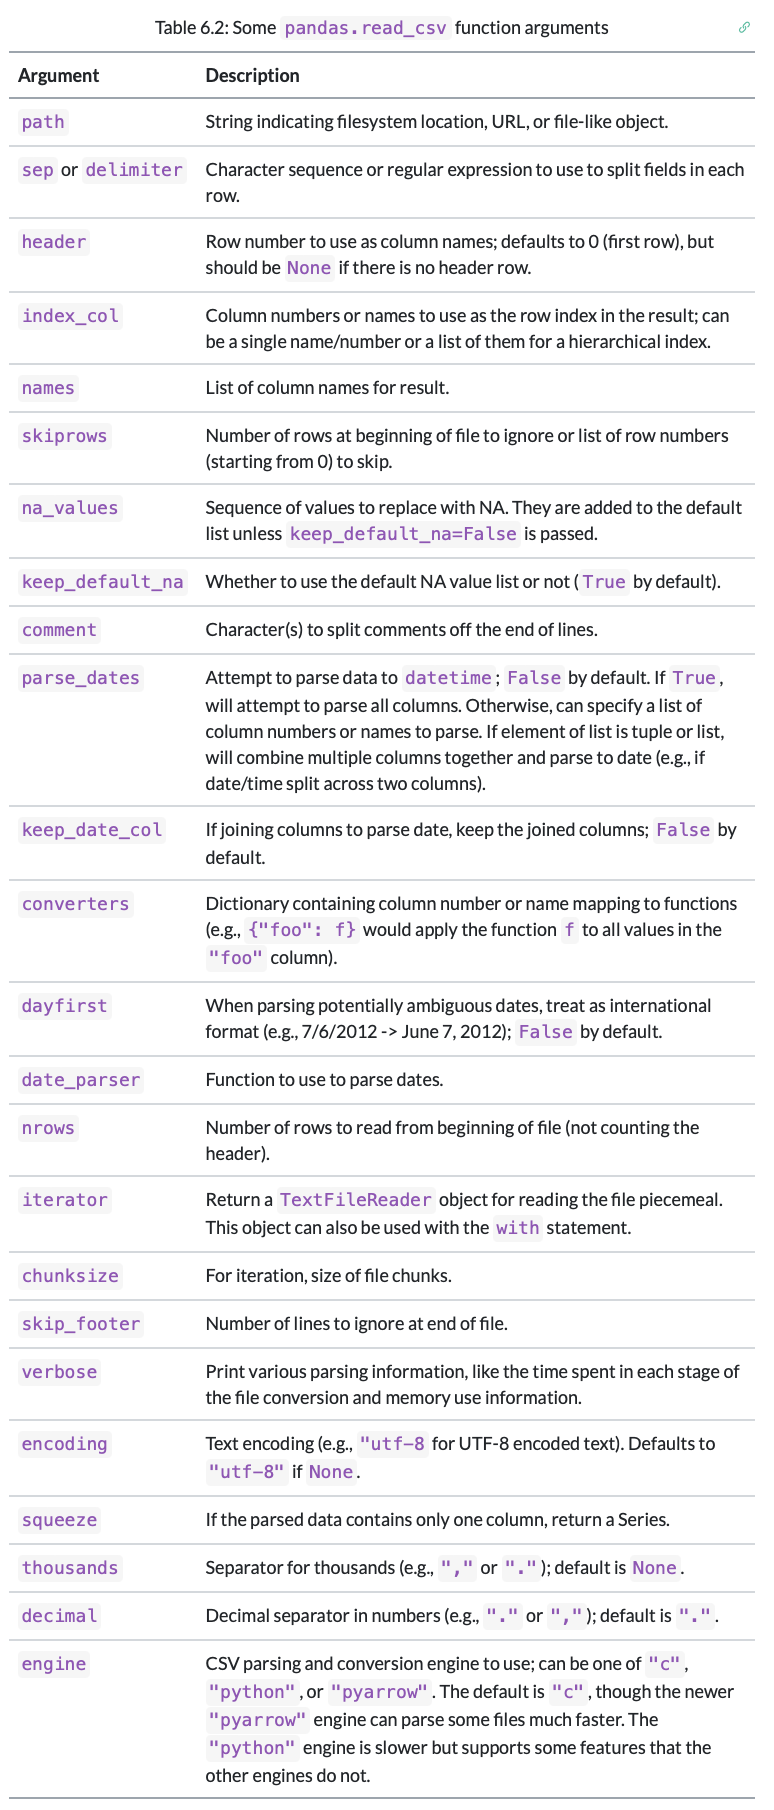 Table 6.2: Some pandas.read_csv function arguments
Argument Description
path String indicating filesystem location, URL, or file-like object.
sep or delimiter Character sequence or regular expression to use to split fields in each
row.
header Row number to use as column names; defaults to 0 (first row), but
should be None if there is no header row.
index_col Column numbers or names to use as the row index in the result; can
be a single name/number or a list of them for a hierarchical index.
names List of column names for result.
skiprows Number of rows at beginning of file to ignore or list of row numbers
(starting from 0) to skip.
na_values Sequence of values to replace with NA. They are added to the default
list unless keep_default_na=False is passed.
keep_default_na Whether to use the default NA value list or not (True by default).
comment Character(s) to split comments off the end of lines.
parse_dates Attempt to parse data to datetime; False by default. If True,
will attempt to parse all columns. Otherwise, can specify a list of
column numbers or names to parse. If element of list is tuple or list,
will combine multiple columns together and parse to date (e.g., if
date/time split across two columns).
keep_date_col If joining columns to parse date, keep the joined columns; False by
default.
converters Dictionary containing column number or name mapping to functions
(e.g., {"foo": f} would apply the function f to all values in the
"foo" column).
dayfirst When parsing potentially ambiguous dates, treat as international
format (e.g., 7/6/2012 -> June 7, 2012); False by default.
date_parser Function to use to parse dates.
nrows Number of rows to read from beginning of file (not counting the
header).
iterator Return a TextFileReader object for reading the file piecemeal.
This object can also be used with the with statement.
chunksize For iteration, size of file chunks.
skip_footer Number of lines to ignore at end of file.
verbose Print various parsing information, like the time spent in each stage of
the file conversion and memory use information.
encoding Text encoding (e.g., "utf-8 for UTF-8 encoded text). Defaults to
"utf-8" if None.
squeeze If the parsed data contains only one column, return a Series.
thousands Separator for thousands (e.g., "," or "."); default is None.
decimal Decimal separator in numbers (e.g., "." or ","); default is ".".
engine CSV parsing and conversion engine to use; can be one of "c",
"python", or "pyarrow". The default is "c", though the newer
"pyarrow" engine can parse some files much faster. The
"python" engine is slower but supports some features that the
other engines do not.